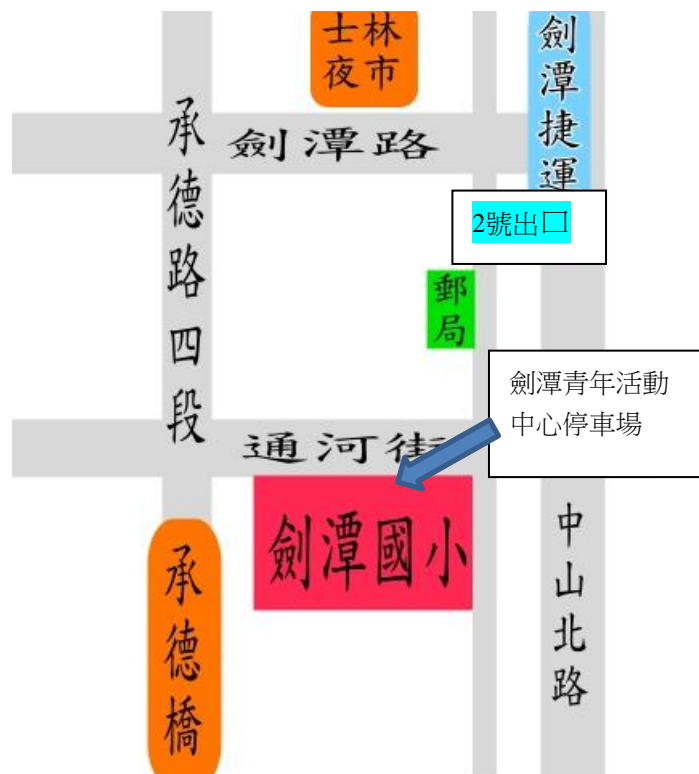 士林
夜市
劍潭捷運
承德路四段
劍潭路
2號出口
郵局
劍潭青年活動
中心停車場
通河街
劍潭國小
中山北路
承德橋